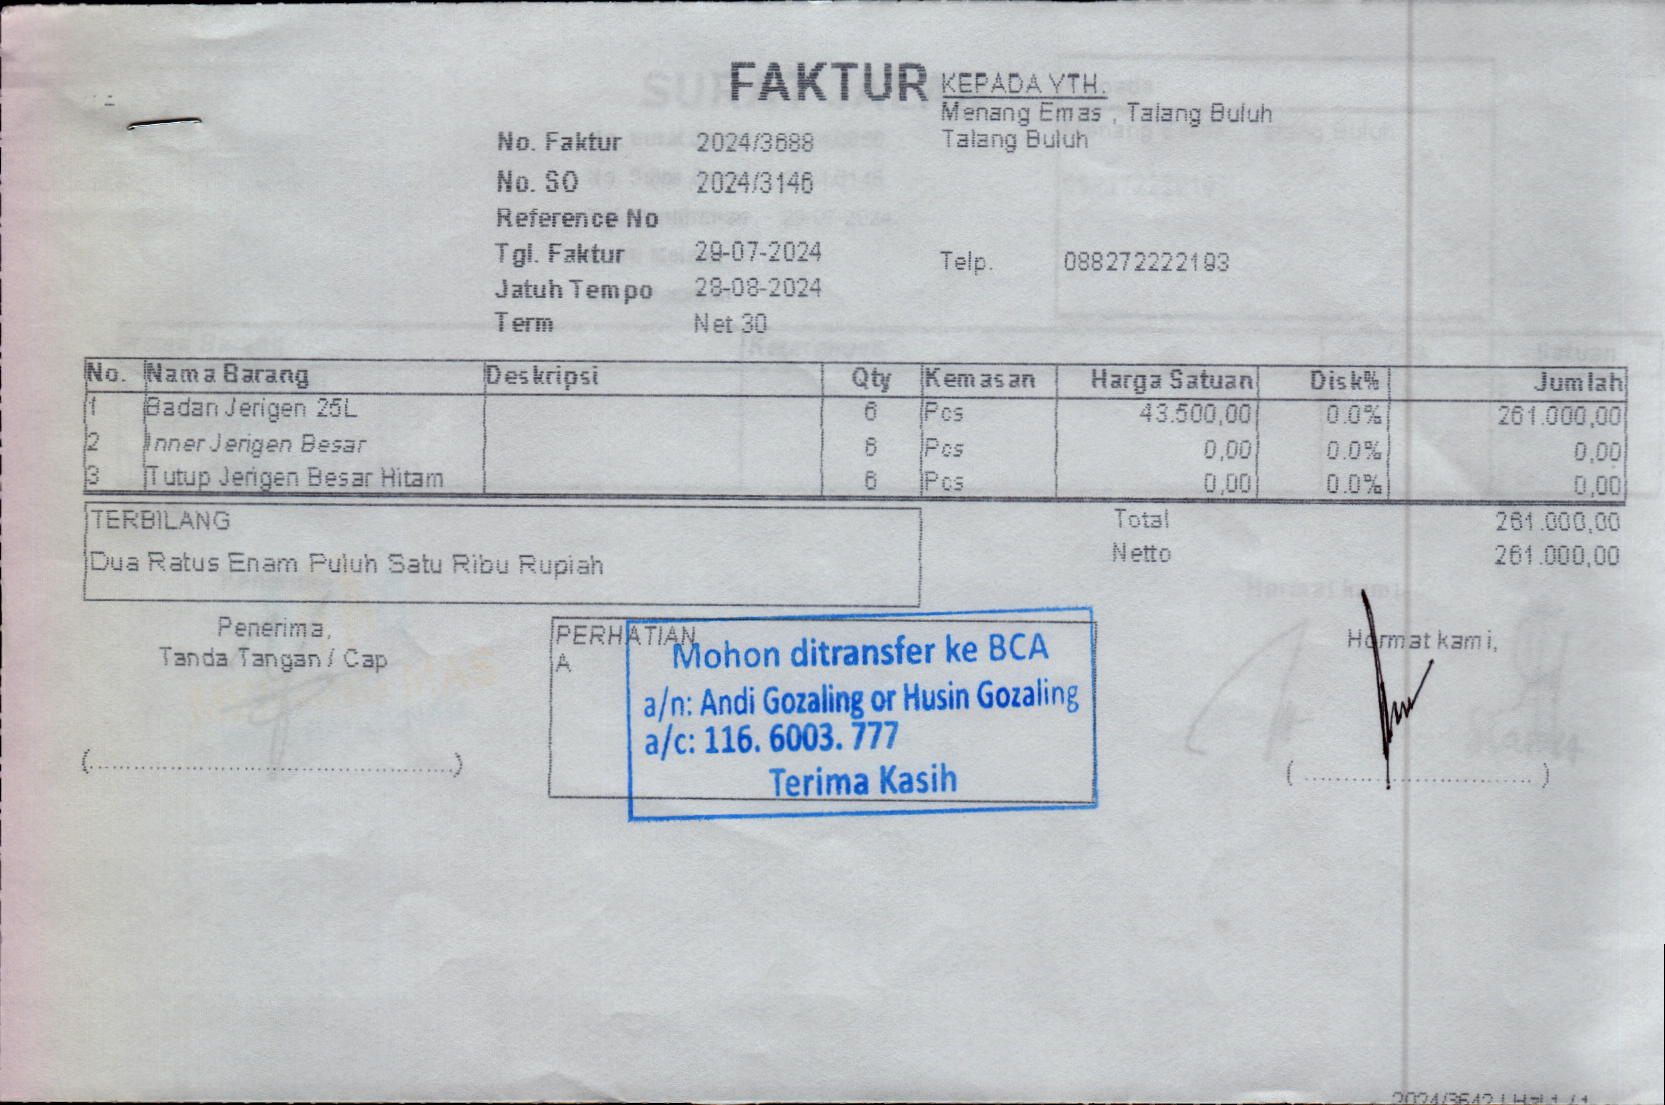 FAKTUR
KEPADA YTH.
Menang Emas , Talang Buluh
Talang Buluh
No. Faktur 2024/3688
No. SO 2024/3146
Reference No
Tgl. Faktur 29-07-2024
Telp. 088272222193
Jatuh Tempo 28-08-2024
Term Net 30
No. Nama Barang Deskripsi Qty Kemasan Harga Satuan Disk% Jumlah
1 Badan Jerigen 25L 6 Pcs 43.500,00 0.0% 261.000,00
2 Inner Jerigen Besar 6 Pcs 0,00 0.0% 0,00
3 Tutup Jerigen Besar Hitam 6 Pcs 0,00 0.0% 0,00
TERBILANG
Dua Ratus Enam Puluh Satu Ribu Rupiah
Total 261.000,00
Netto 261.000,00
Penerima,
Tanda Tangan / Cap
PERHATIAN
A
Mohon ditransfer ke BCA
a/n: Andi Gozaling or Husin Gozaling
a/c: 116. 6003. 777
Terima Kasih
Hormat kami,
2024/3642 | Hal 1 / 1